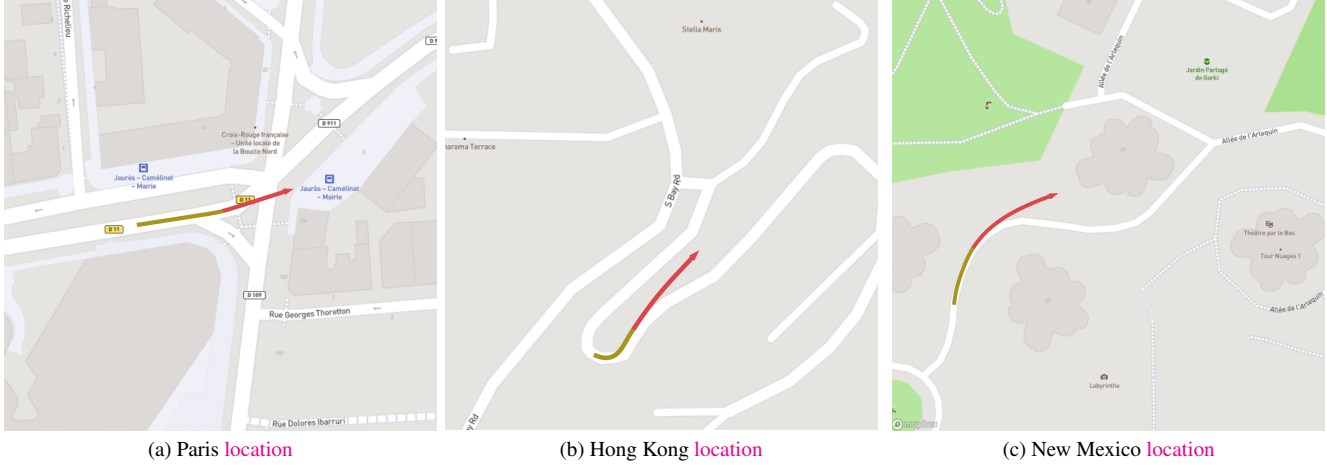 la Richelieu
D 9
D 911
Croix-Rouge française
– Unité locale de
la Boucle Nord
Jaurès – Camélinat
– Mairie
Jaurès – Camélinat
– Mairie
D 11
D 11
D 109
Rue Georges Thoretton
Rue Dolores Ibarruri
(a) Paris location
Stella Maris
narama Terrace
S Bay Rd
ay Rd
(b) Hong Kong location
Allée de l'Arlequin
Jardin Partagé
de Gorki
Allée de l'Arlequin
Théâtre par le Bas
Tour Nuages 1
Allée de l'Arlequin
Labyrinthe
mapbox
(c) New Mexico location